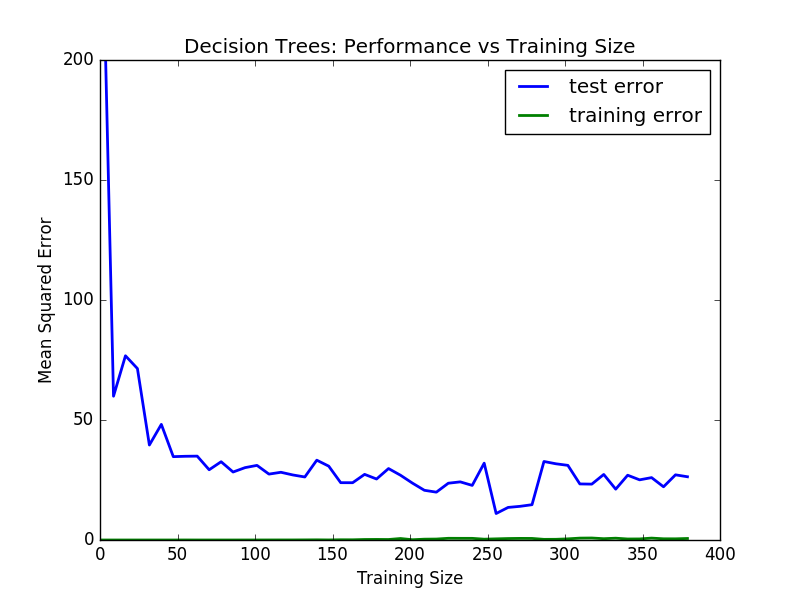 Decision Trees: Performance vs Training Size
test error
training error
Mean Squared Error
200
150
100
50
0
0 50 100 150 200 250 300 350 400
Training Size